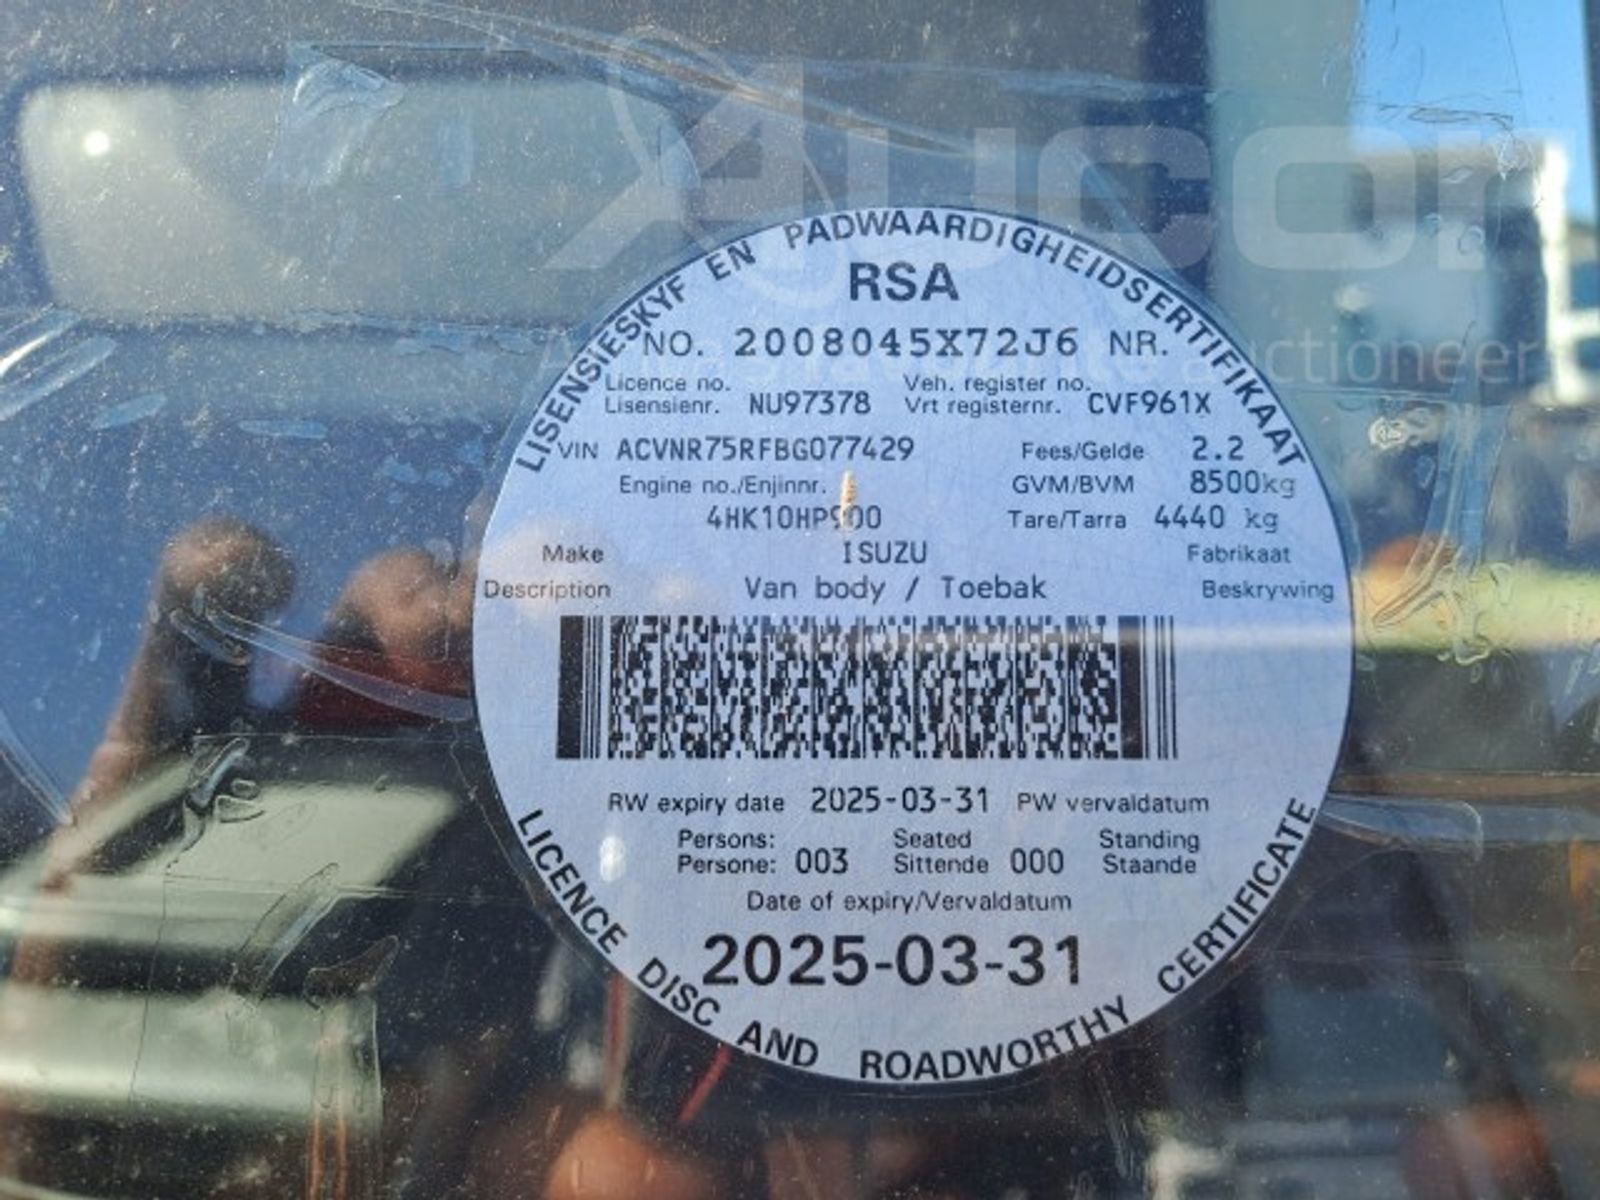 Aucor
LISENSIESKYF EN PADWAARDIGHEIDSERTIFIKAAT
RSA
NO. 2008045X72J6 NR.
Licence no. Veh. register no.
Lisensienr. NU97378 Vrt registernr. CVF961X
VIN ACVNR75RFBG077429 Fees/Gelde 2.2
Engine no./Enjinnr. GVM/BVM 8500kg
4HK10HP900 Tare/Tarra 4440 kg
Make ISUZU Fabrikaat
Description Van body / Toebak Beskrywing
RW expiry date 2025-03-31 PW vervaldatum
Persons: Seated Standing
Persone: 003 Sittende 000 Staande
Date of expiry/Vervaldatum
2025-03-31
LICENCE DISC AND ROADWORTHY CERTIFICATE